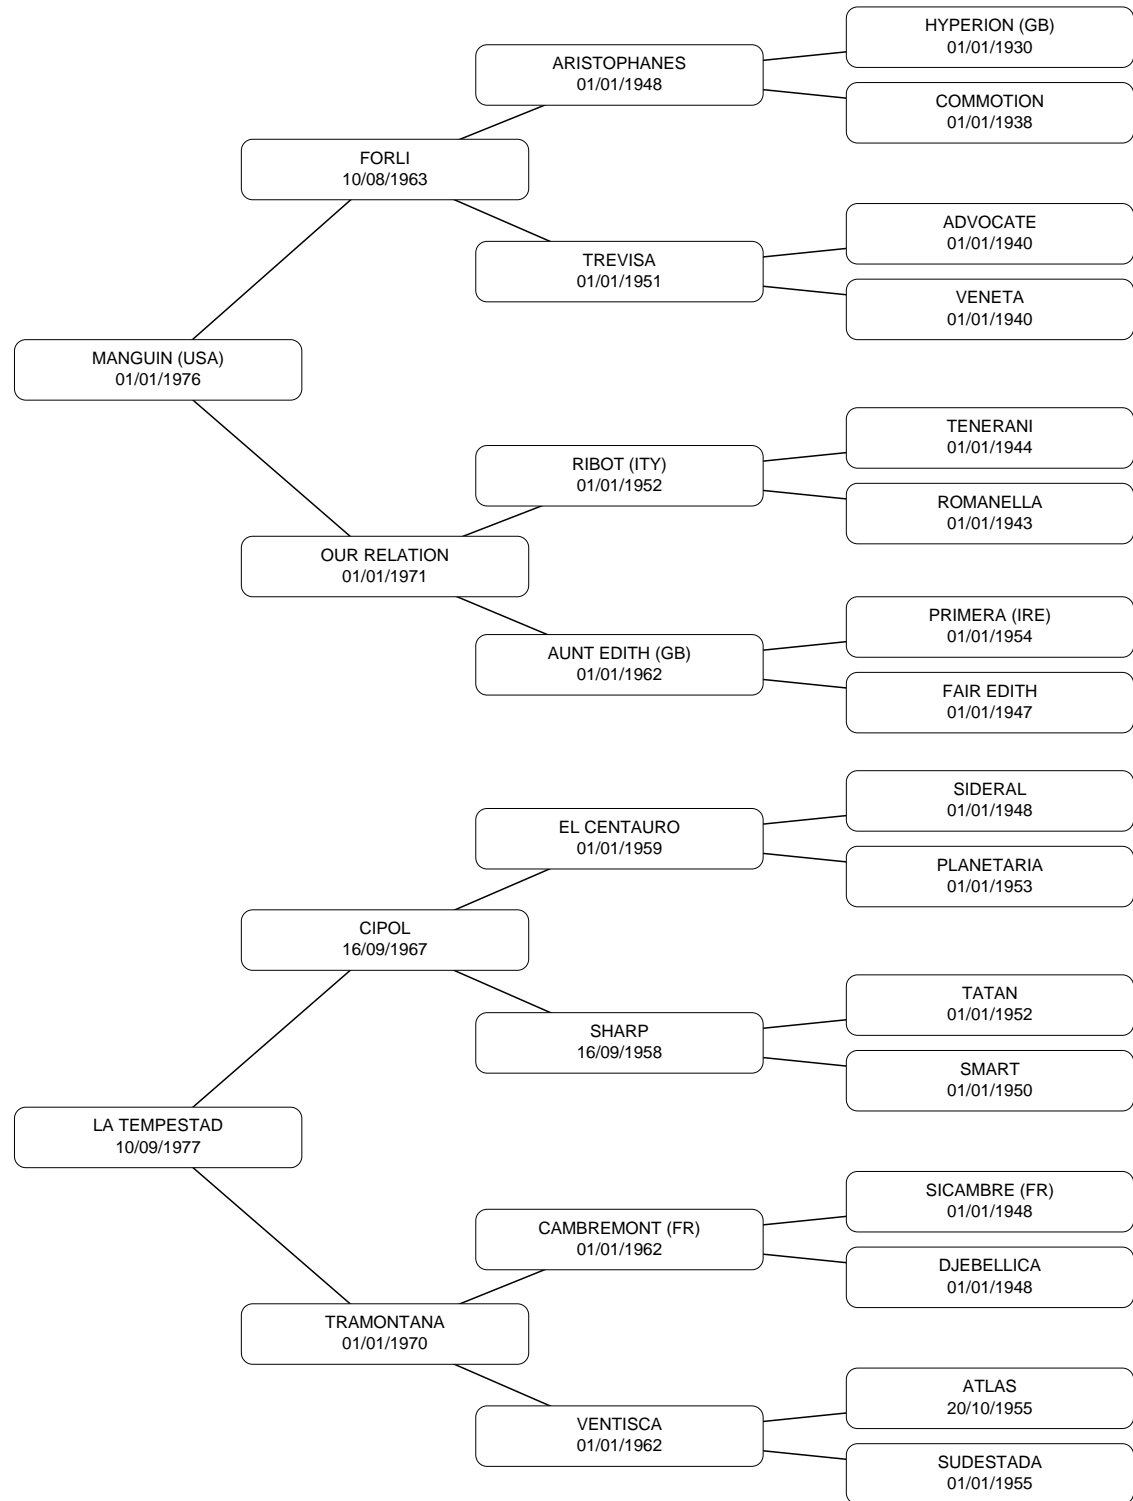 HYPERION (GB)
01/01/1930
ARISTOPHANES
01/01/1948
COMMOTION
01/01/1938
FORLI
10/08/1963
ADVOCATE
01/01/1940
TREVISA
01/01/1951
VENETA
01/01/1940
MANGUIN (USA)
01/01/1976
TENERANI
01/01/1944
RIBOT (ITY)
01/01/1952
ROMANELLA
01/01/1943
OUR RELATION
01/01/1971
PRIMERA (IRE)
01/01/1954
AUNT EDITH (GB)
01/01/1962
FAIR EDITH
01/01/1947
SIDERAL
01/01/1948
EL CENTAURO
01/01/1959
PLANETARIA
01/01/1953
CIPOL
16/09/1967
TATAN
01/01/1952
SHARP
16/09/1958
SMART
01/01/1950
LA TEMPESTAD
10/09/1977
SICAMBRE (FR)
01/01/1948
CAMBREMONT (FR)
01/01/1962
DJEBELLICA
01/01/1948
TRAMONTANA
01/01/1970
ATLAS
20/10/1955
VENTISCA
01/01/1962
SUDESTADA
01/01/1955